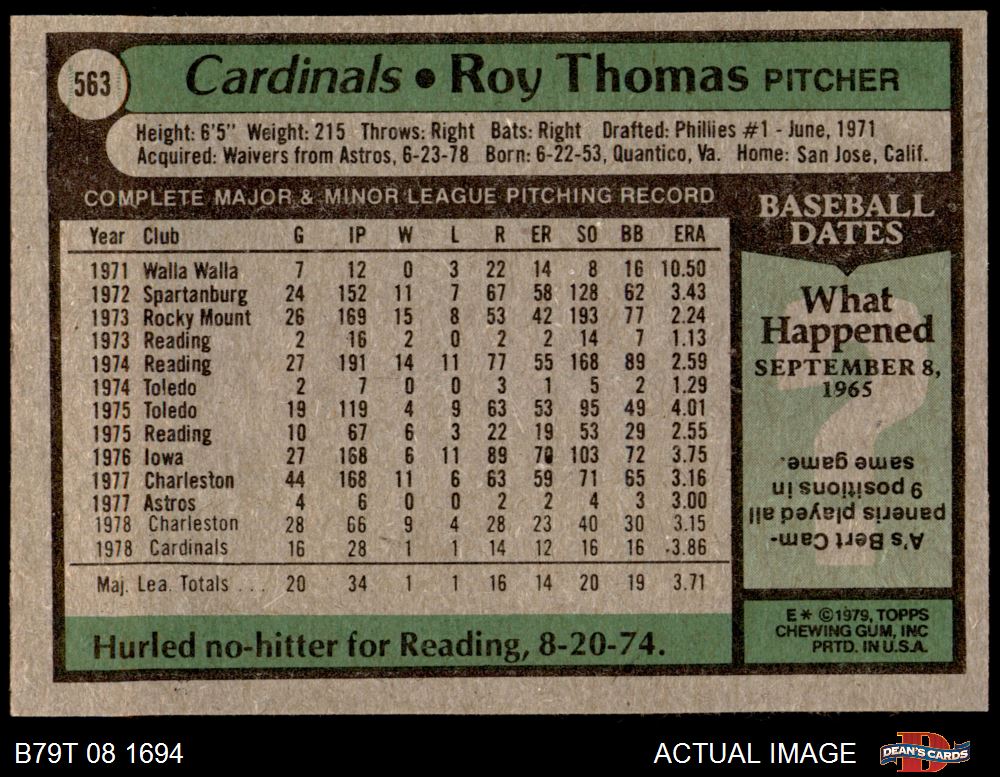 563
Cardinals • Roy Thomas PITCHER
Height: 6'5" Weight: 215 Throws: Right Bats: Right Drafted: Phillies #1 - June, 1971
Acquired: Waivers from Astros, 6-23-78 Born: 6-22-53, Quantico, Va. Home: San Jose, Calif.
COMPLETE MAJOR & MINOR LEAGUE PITCHING RECORD
Year Club G IP W L R ER SO BB ERA
1971 Walla Walla 7 12 0 3 22 14 8 16 10.50
1972 Spartanburg 24 152 11 7 67 58 128 62 3.43
1973 Rocky Mount 26 169 15 8 53 42 193 77 2.24
1973 Reading 2 16 2 0 2 2 14 7 1.13
1974 Reading 27 191 14 11 77 55 168 89 2.59
1974 Toledo 2 7 0 0 3 1 5 2 1.29
1975 Toledo 19 119 4 9 63 53 95 49 4.01
1975 Reading 10 67 6 3 22 19 53 29 2.55
1976 Iowa 27 168 6 11 89 70 103 72 3.75
1977 Charleston 44 168 11 6 63 59 71 65 3.16
1977 Astros 4 6 0 0 2 2 4 3 3.00
1978 Charleston 28 66 9 4 28 23 40 30 3.15
1978 Cardinals 16 28 1 1 14 12 16 16 3.86
Maj. Lea. Totals ... 20 34 1 1 16 14 20 19 3.71
Hurled no-hitter for Reading, 8-20-74.
BASEBALL
DATES
What
Happened
SEPTEMBER 8,
1965
A's Bert Cam-
paneris played all
9 positions in
same game.
E* ©1979, TOPPS
CHEWING GUM, INC
PRTD. IN U.S.A.
B79T 08 1694
ACTUAL IMAGE
DEAN'S CARDS